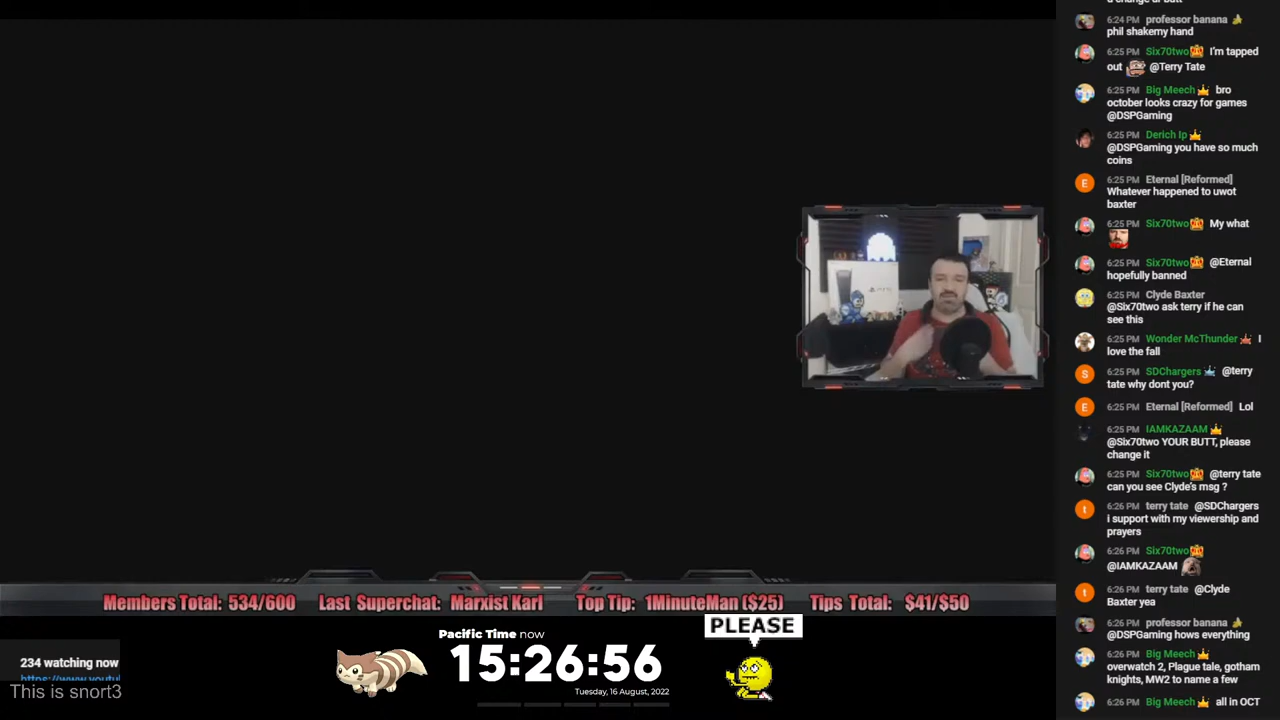 6:24 PM professor banana
phil shakemy hand
6:25 PM Six70two I'm tapped
out @Terry Tate
6:25 PM Big Meech bro
october looks crazy for games
@DSPGaming
6:25 PM Derich Ip
@DSPGaming you have so much
coins
6:25 PM Eternal [Reformed]
Whatever happened to uwot
baxter
6:25 PM Six70two My what
6:25 PM Six70two @Eternal
hopefully banned
6:25 PM Clyde Baxter
@Six70two ask terry if he can
see this
6:25 PM Wonder McThunder I
love the fall
6:25 PM SDChargers @terry
tate why dont you?
6:25 PM Eternal [Reformed] Lol
6:25 PM IAMKAZAAM
@Six70two YOUR BUTT, please
change it
6:25 PM Six70two @terry tate
can you see Clyde's msg ?
6:26 PM terry tate @SDChargers
i support with my viewership and
prayers
6:26 PM Six70two
@IAMKAZAAM
6:26 PM terry tate @Clyde
Baxter yea
6:26 PM professor banana
@DSPGaming hows everything
6:26 PM Big Meech
overwatch 2, Plague tale, gotham
knights, MW2 to name a few
6:26 PM Big Meech all in OCT
Members Total: 534/600 Last Superchat: Marxist Karl Top Tip: 1MinuteMan ($25) Tips Total: $41/$50
PLEASE
Pacific Time now
15:26:56
Tuesday, 16 August, 2022
234 watching now
https://www.youtul
This is snort3